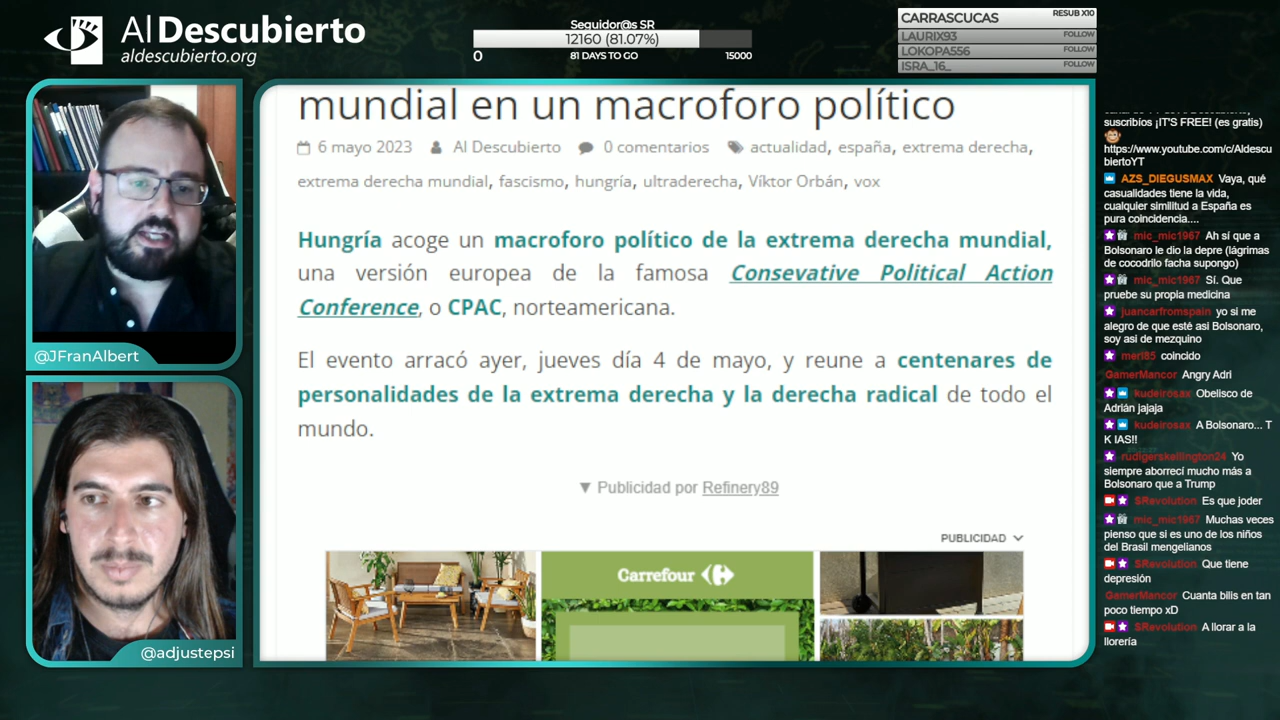 Al Descubierto
aldescubierto.org
Seguidor@s SR
12160 (81.07%)
0
81 DAYS TO GO
15000
CARRASCUCAS
RESUB X10
LAURIX93
FOLLOW
LOKOPA556
FOLLOW
ISRA_16_
FOLLOW
@JFranAlbert
@adjustepsi
mundial en un macroforo político
6 mayo 2023 Al Descubierto 0 comentarios actualidad, españa, extrema derecha,
extrema derecha mundial, fascismo, hungría, ultraderecha, Víktor Orbán, vox
Hungría acoge un macroforo político de la extrema derecha mundial,
una versión europea de la famosa Consevative Political Action
Conference, o CPAC, norteamericana.
El evento arracó ayer, jueves día 4 de mayo, y reune a centenares de
personalidades de la extrema derecha y la derecha radical de todo el
mundo.
▼ Publicidad por Refinery89
PUBLICIDAD
Carrefour
suscribíos ¡IT'S FREE! (es gratis)
https://www.youtube.com/c/Aldescu
biertoYT
AZS_DIEGUSMAX Vaya, qué
casualidades tiene la vida,
cualquier similitud a España es
pura coincidencia....
mic_mic1967 Ah sí que a
Bolsonaro le dio la depre (lágrimas
de cocodrilo facha supongo)
mic_mic1967 Sí. Que
pruebe su propia medicina
juancarfromspain yo si me
alegro de que esté asi Bolsonaro,
soy asi de mezquino
meri85 coincido
GamerMancor Angry Adri
kudeirosax Obelisco de
Adrián jajaja
kudeirosax A Bolsonaro... T
K IAS!!
rudigerskellington24 Yo
siempre aborrecí mucho más a
Bolsonaro que a Trump
SRevolution Es que joder
mic_mic1967 Muchas veces
pienso que si es uno de los niños
del Brasil mengelianos
SRevolution Que tiene
depresión
GamerMancor Cuanta bilis en tan
poco tiempo xD
SRevolution A llorar a la
llorería